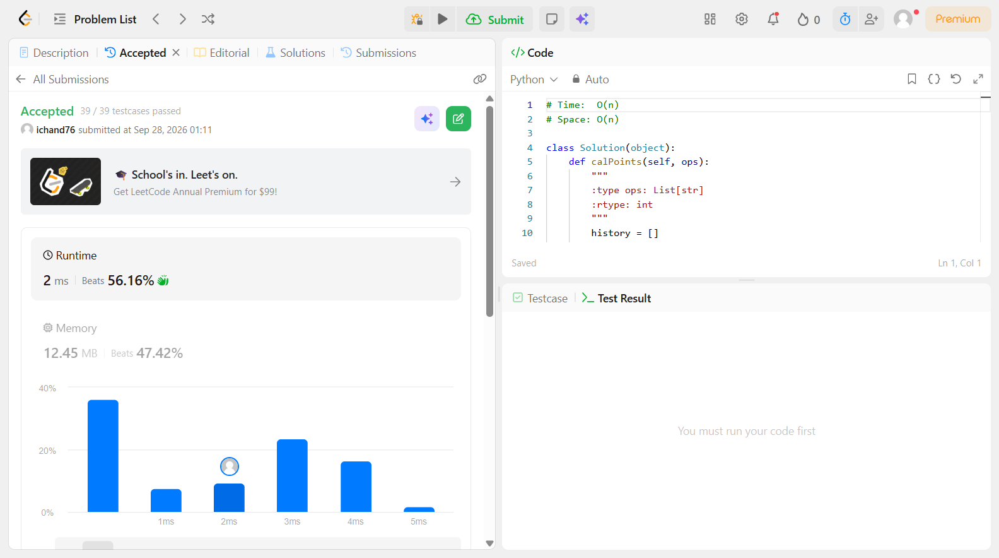 Problem List
Submit
0
Premium
Description
Accepted
Editorial
Solutions
Submissions
All Submissions
Accepted 39 / 39 testcases passed
ichand76 submitted at Sep 28, 2026 01:11
School's in. Leet's on.
Get LeetCode Annual Premium for $99!
Runtime
2 ms Beats 56.16%
Memory
12.45 MB Beats 47.42%
40%
20%
0%
1ms 2ms 3ms 4ms 5ms
Code
Python Auto
1 # Time:  O(n)
2 # Space: O(n)
3
4 class Solution(object):
5     def calPoints(self, ops):
6         """
7         :type ops: List[str]
8         :rtype: int
9         """
10         history = []
Saved
Ln 1, Col 1
Testcase
Test Result
You must run your code first